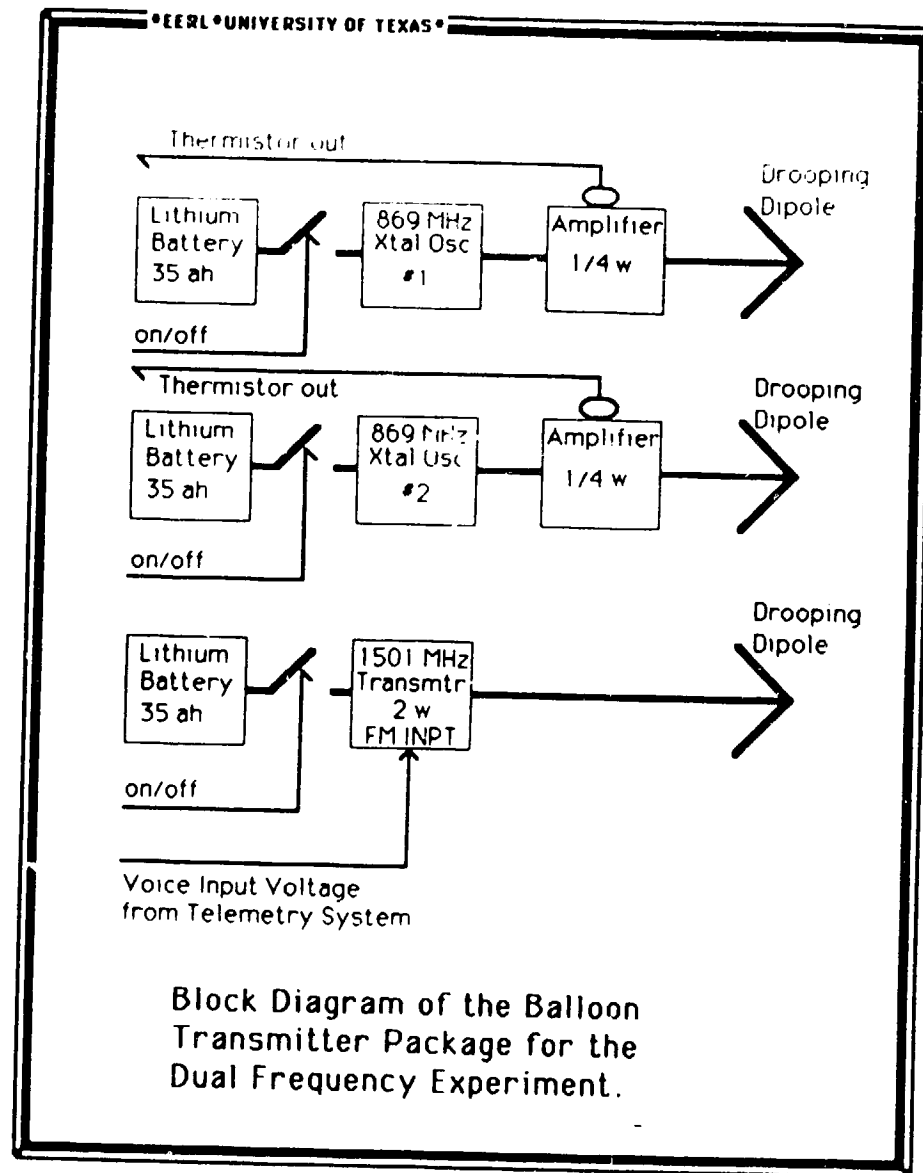 *EERL*UNIVERSITY OF TEXAS*
Thermistor out
Drooping
Dipole
Lithium
Battery
35 ah
869 MHz
Xtal Osc
#1
Amplifier
1/4 w
on/off
Thermistor out
Drooping
Dipole
Lithium
Battery
35 ah
869 MHz
Xtal Osc
#2
Amplifier
1/4 w
on/off
Drooping
Dipole
Lithium
Battery
35 ah
1501 MHz
Transmtr
2 w
FM INPT
on/off
Voice Input Voltage
from Telemetry System
Block Diagram of the Balloon
Transmitter Package for the
Dual Frequency Experiment.